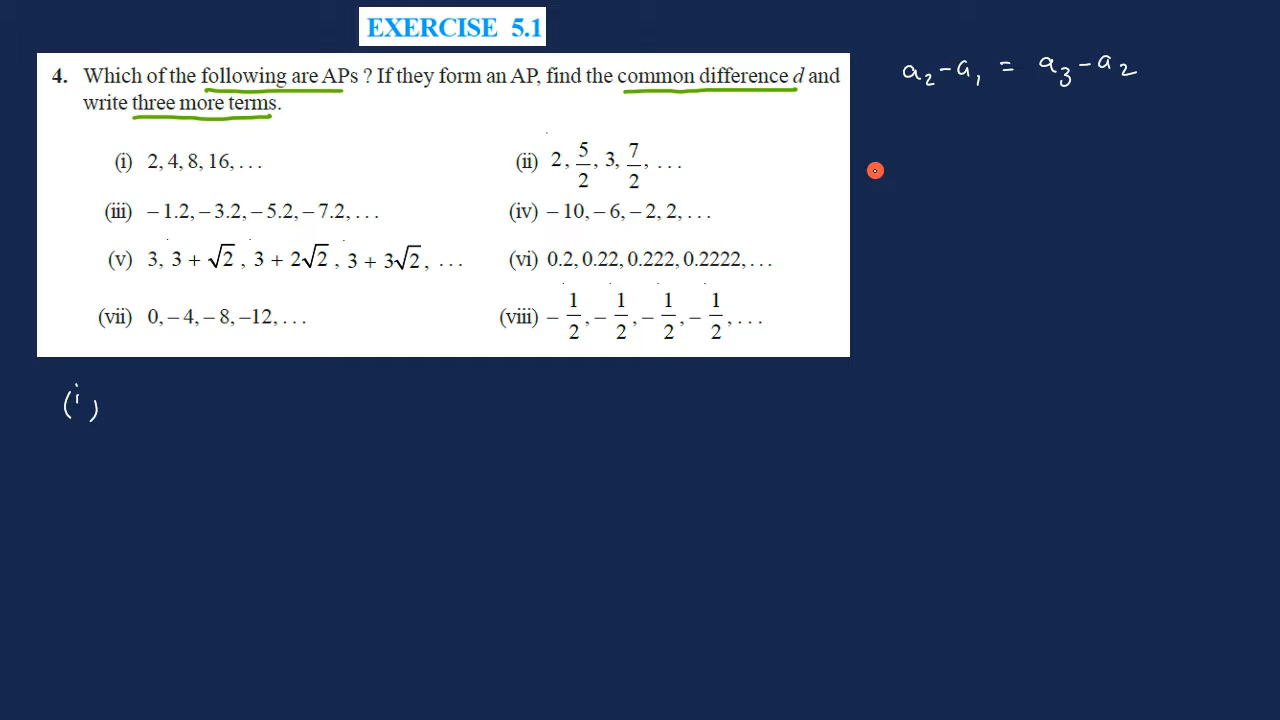 EXERCISE 5.1
4. Which of the following are APs ? If they form an AP, find the common difference d and
write three more terms.
(i) 2, 4, 8, 16, . . . (ii) 2, 5/2, 3, 7/2, . . .
(iii) – 1.2, – 3.2, – 5.2, – 7.2, . . . (iv) – 10, – 6, – 2, 2, . . .
(v) 3, 3 + √2, 3 + 2√2, 3 + 3√2, . . . (vi) 0.2, 0.22, 0.222, 0.2222, . . .
(vii) 0, – 4, – 8, –12, . . . (viii) – 1/2, – 1/2, – 1/2, – 1/2, . . .
a₂ – a₁ = a₃ – a₂
(i)